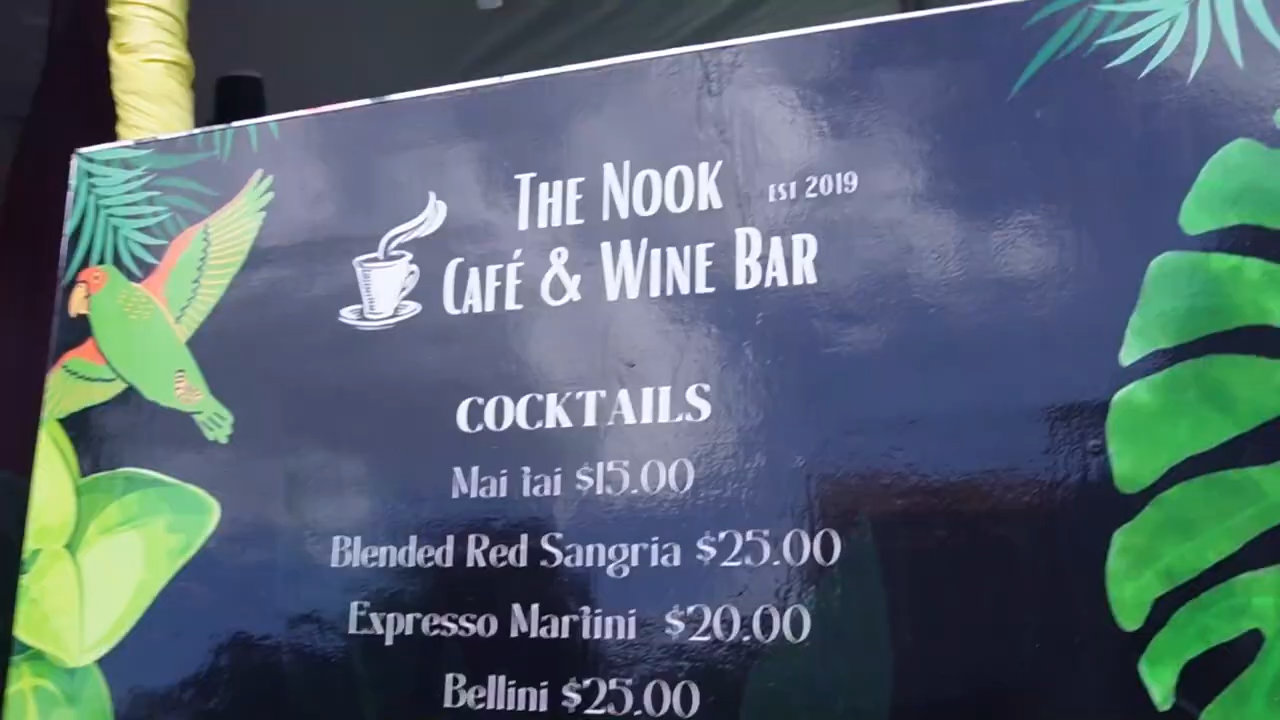 THE NOOK
EST 2019
CAFÉ & WINE BAR
COCKTAILS
Mai tai $15.00
Blended Red Sangria $25.00
Expresso Martini $20.00
Bellini $25.00